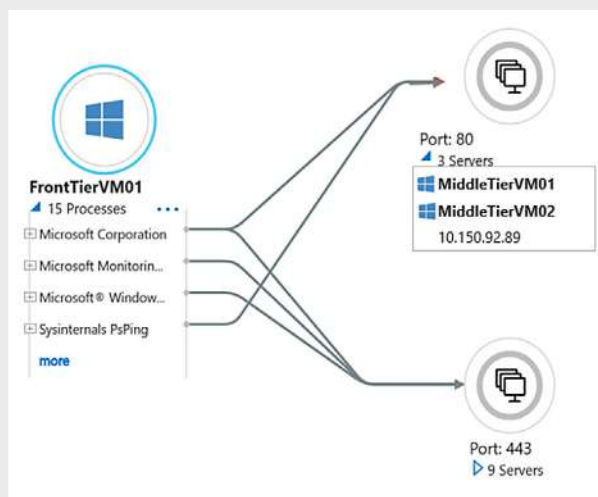 FrontTierVM01
15 Processes
Microsoft Corporation
Microsoft Monitorin...
Microsoft® Window...
Sysinternals PsPing
more
Port: 80
3 Servers
MiddleTierVM01
MiddleTierVM02
10.150.92.89
Port: 443
9 Servers